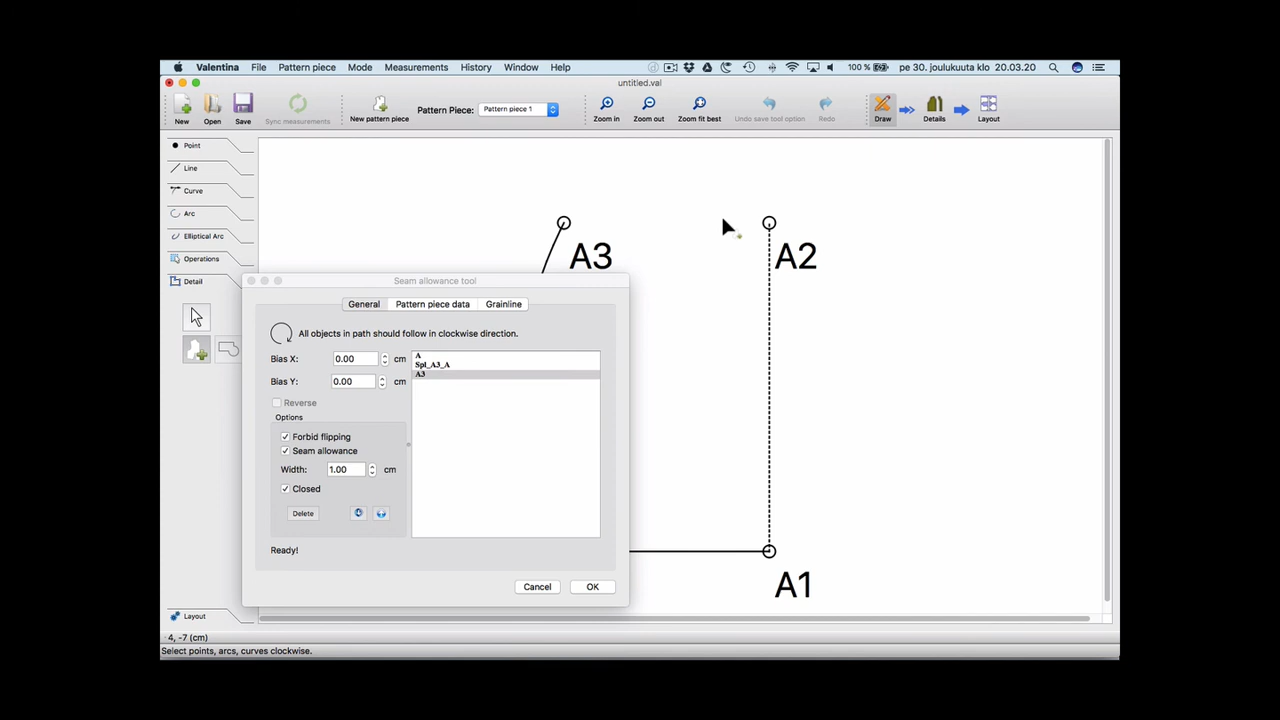 Valentina File Pattern piece Mode Measurements History Window Help 100 % pe 30. joulukuuta klo 20.03.20
untitled.val
New Open Save Sync measurements New pattern piece Pattern Piece: Pattern piece 1 Zoom in Zoom out Zoom fit best Undo save tool option Redo Draw Details Layout
Point
Line
Curve
Arc
Elliptical Arc
Operations
Detail
Layout
A3
A2
A1
Seam allowance tool
General Pattern piece data Grainline
All objects in path should follow in clockwise direction.
Bias X: 0.00 cm
Bias Y: 0.00 cm
Reverse
Options
Forbid flipping
Seam allowance
Width: 1.00 cm
Closed
Delete
A
Spl_A3_A
A3
Ready!
Cancel OK
4, -7 (cm)
Select points, arcs, curves clockwise.